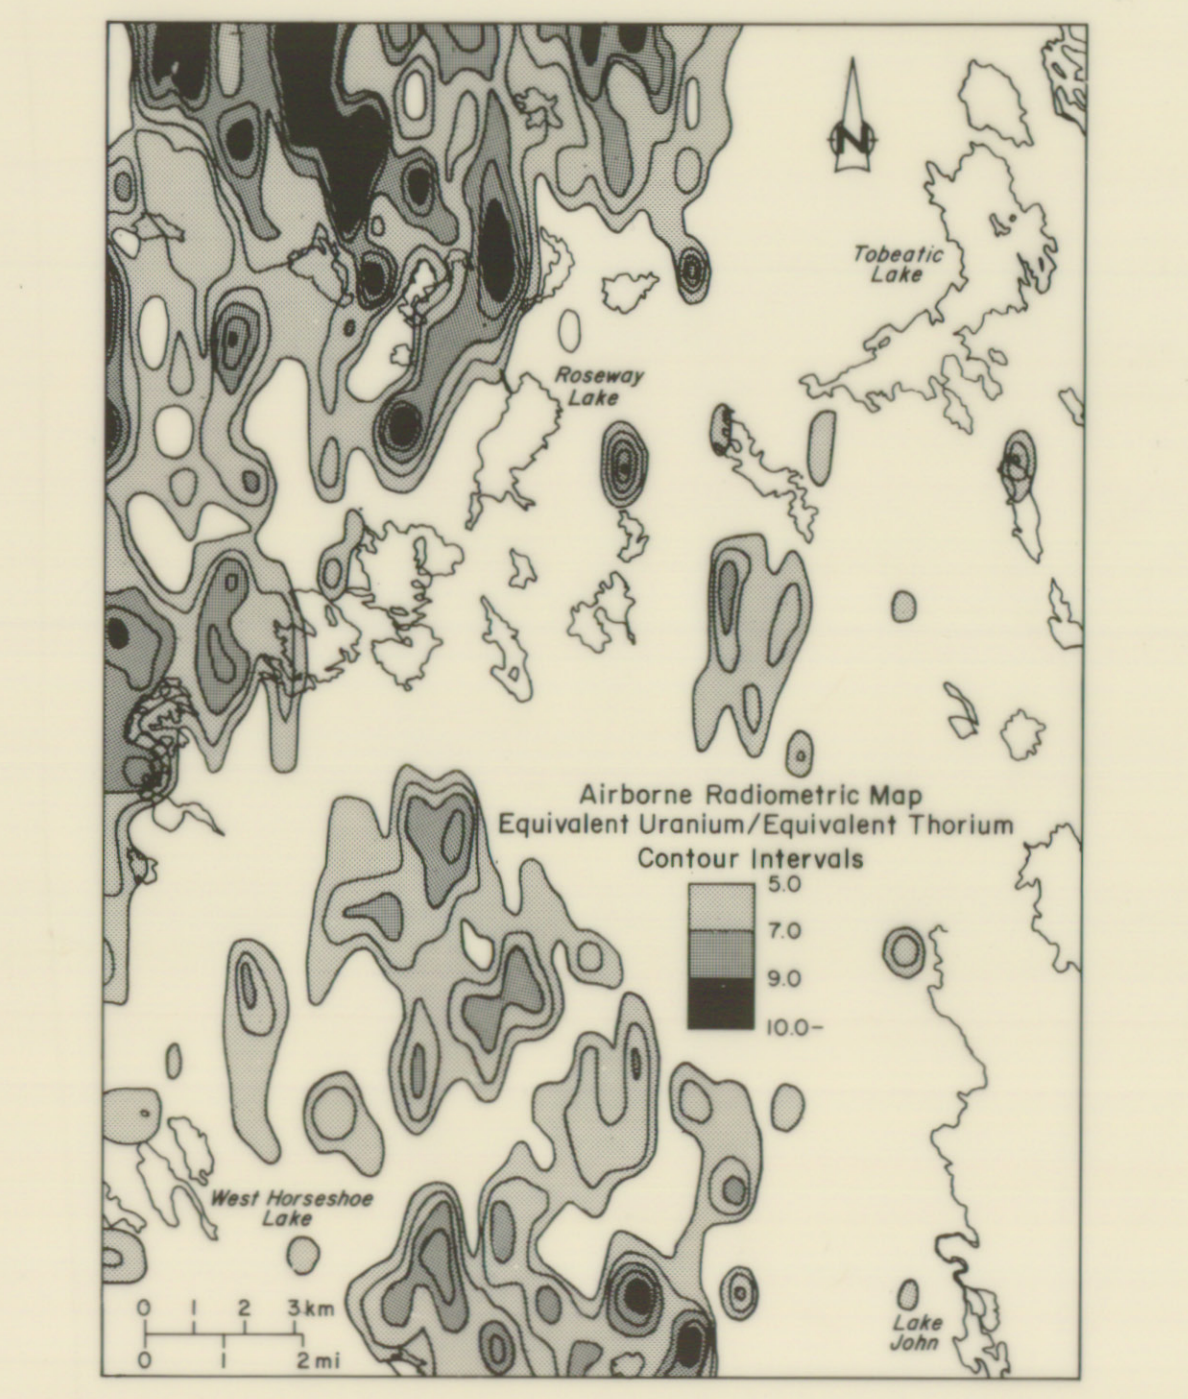 N
Tobeatic
Lake
Roseway
Lake
Airborne Radiometric Map
Equivalent Uranium/Equivalent Thorium
Contour Intervals
5.0
7.0
9.0
10.0-
West Horseshoe
Lake
0 1 2 3 km
0 1 2 mi
Lake
John